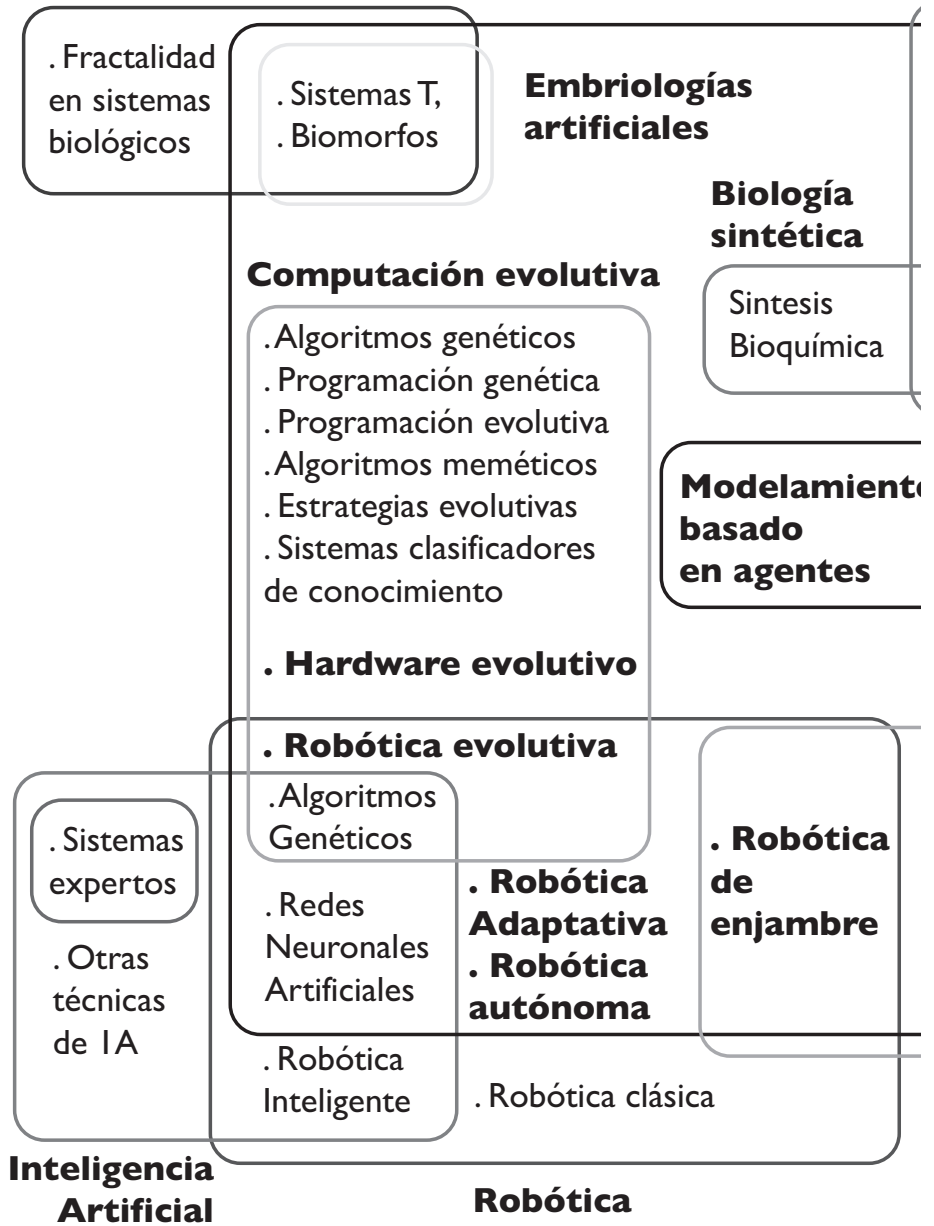 . Fractalidad
en sistemas
biológicos
. Sistemas T,
. Biomorfos
Embriologías
artificiales
Biología
sintética
Sintesis
Bioquímica
Computación evolutiva
. Algoritmos genéticos
. Programación genética
. Programación evolutiva
. Algoritmos meméticos
. Estrategias evolutivas
. Sistemas clasificadores
de conocimiento
. Hardware evolutivo
Modelamiento
basado
en agentes
. Robótica evolutiva
. Algoritmos
Genéticos
. Sistemas
expertos
. Otras
técnicas
de 1A
. Redes
Neuronales
Artificiales
. Robótica
Adaptativa
. Robótica
autónoma
. Robótica
de
enjambre
. Robótica
Inteligente
. Robótica clásica
Inteligencia
Artificial
Robótica